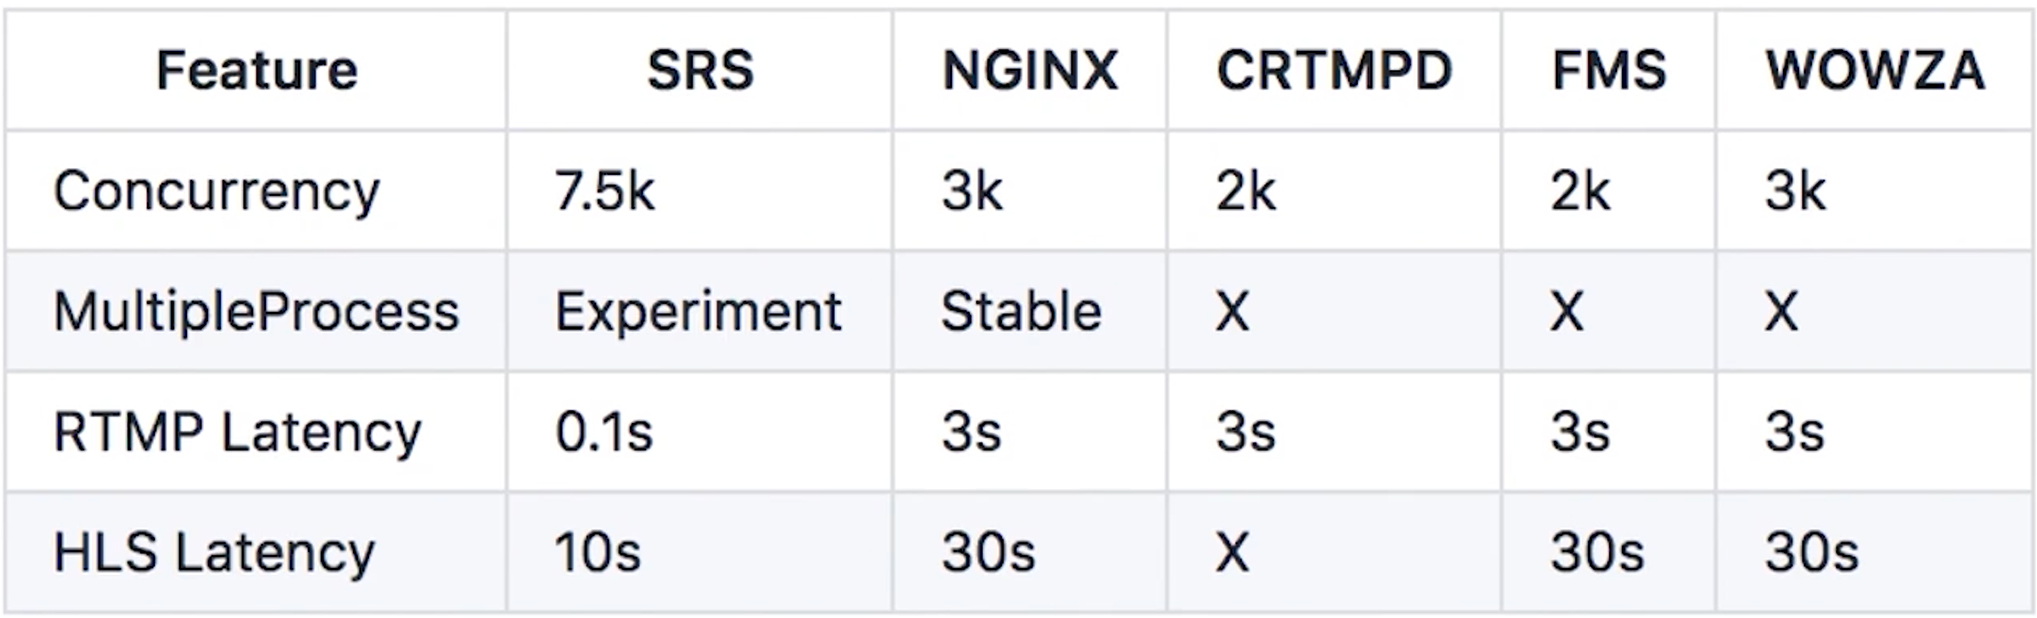 Feature SRS NGINX CRTMPD FMS WOWZA
Concurrency 7.5k 3k 2k 2k 3k
MultipleProcess Experiment Stable X X X
RTMP Latency 0.1s 3s 3s 3s 3s
HLS Latency 10s 30s X 30s 30s